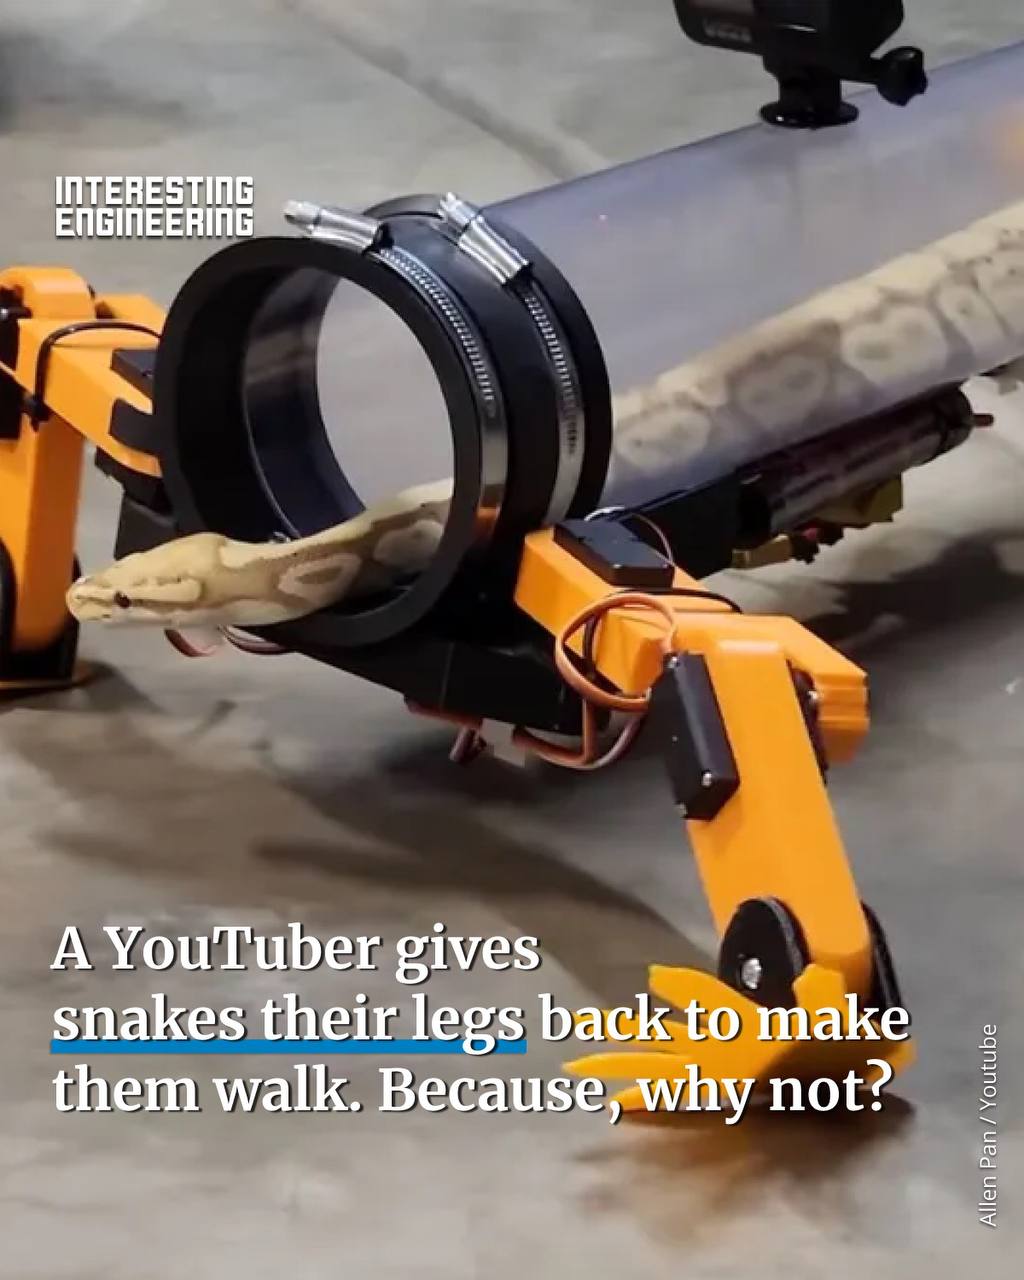 INTERESTING
ENGINEERING
A YouTuber gives
snakes their legs back to make
them walk. Because, why not?
Allen Pan / Youtube